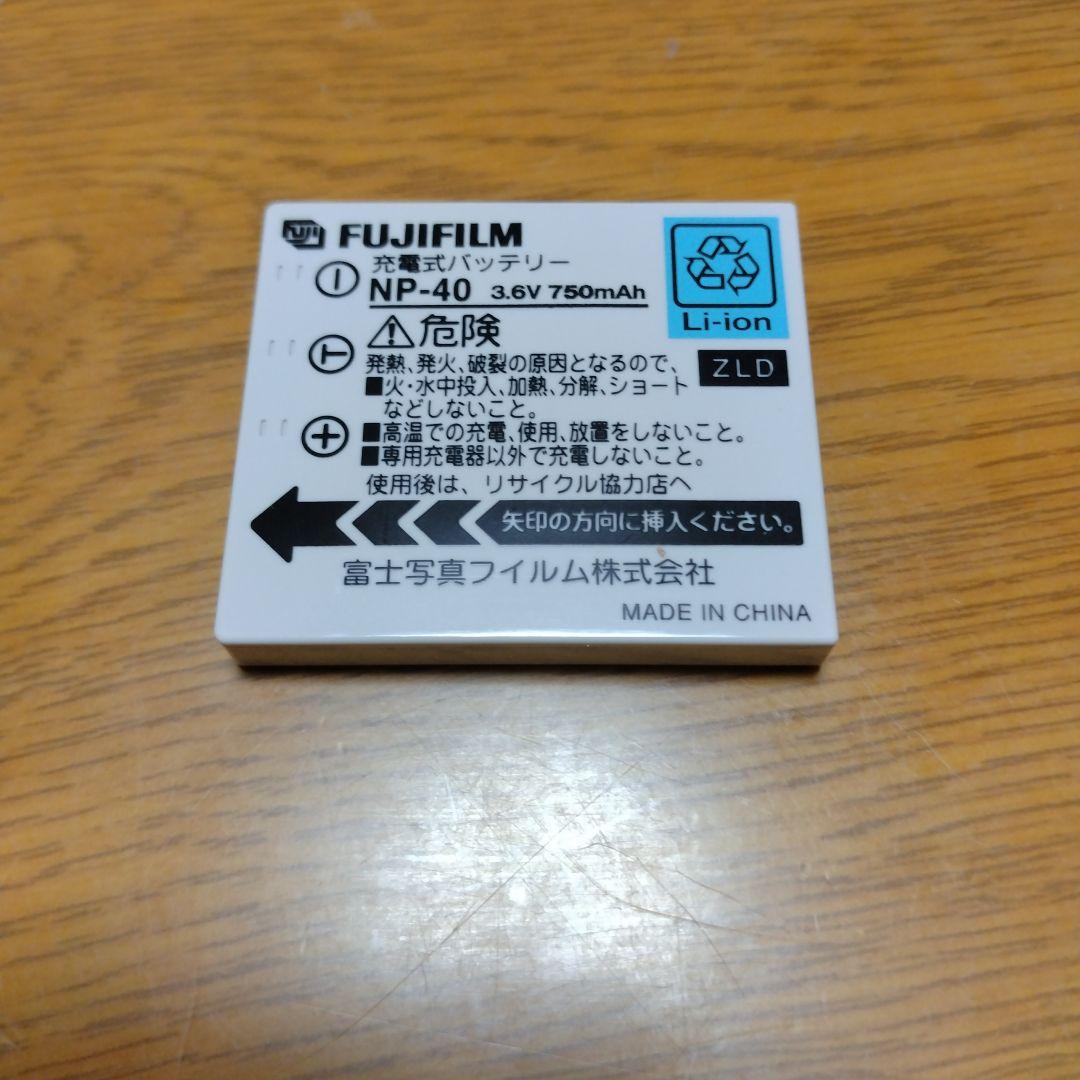 FUJI FUJIFILM
充電式バッテリー
NP-40 3.6V 750mAh
Li-ion
⚠危険
ZLD
発熱、発火、破裂の原因となるので、
■火・水中投入、加熱、分解、ショート
などしないこと。
■高温での充電、使用、放置をしないこと。
■専用充電器以外で充電しないこと。
使用後は、リサイクル協力店へ
矢印の方向に挿入ください。
富士写真フイルム株式会社
MADE IN CHINA
− T +